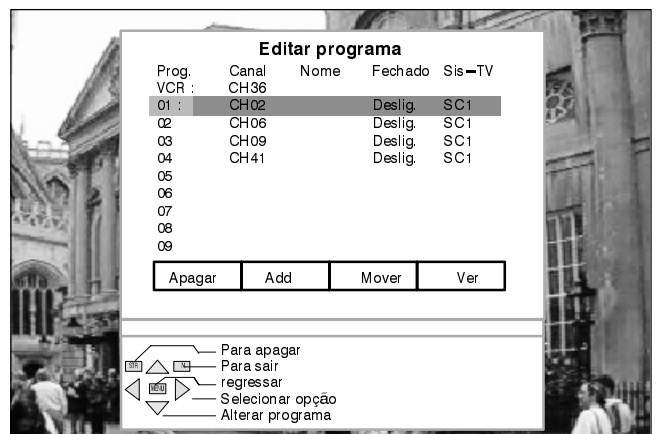 Editar programa
Prog. Canal Nome Fechado Sis-TV
VCR : CH36
01 : CH02 Deslig. SC1
02 CH06 Deslig. SC1
03 CH09 Deslig. SC1
04 CH41 Deslig. SC1
05
06
07
08
09
Apagar Add Mover Ver
Para apagar
STR N Para sair
MENU regressar
Selecionar opção
Alterar programa